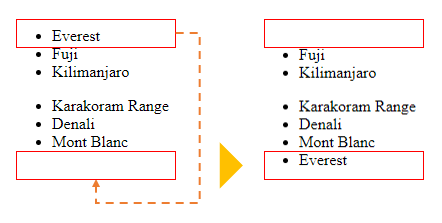 • Everest
• Fuji
• Kilimanjaro
• Karakoram Range
• Denali
• Mont Blanc
• Fuji
• Kilimanjaro
• Karakoram Range
• Denali
• Mont Blanc
• Everest